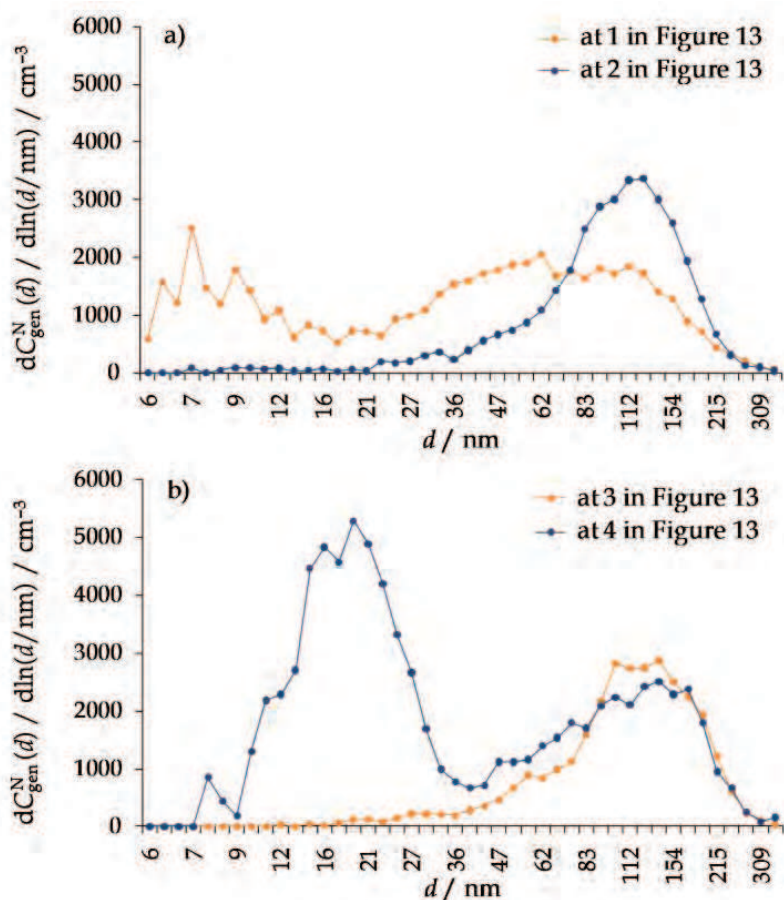 a)
at 1 in Figure 13
at 2 in Figure 13
dC^N_gen(d) / dln(d/nm) / cm⁻³
6000
5000
4000
3000
2000
1000
0
6 7 9 12 16 21 27 36 47 62 83 112 154 215 309
d / nm
b)
at 3 in Figure 13
at 4 in Figure 13
dC^N_gen(d) / dln(d/nm) / cm⁻³
6000
5000
4000
3000
2000
1000
0
6 7 9 12 16 21 27 36 47 62 83 112 154 215 309
d / nm